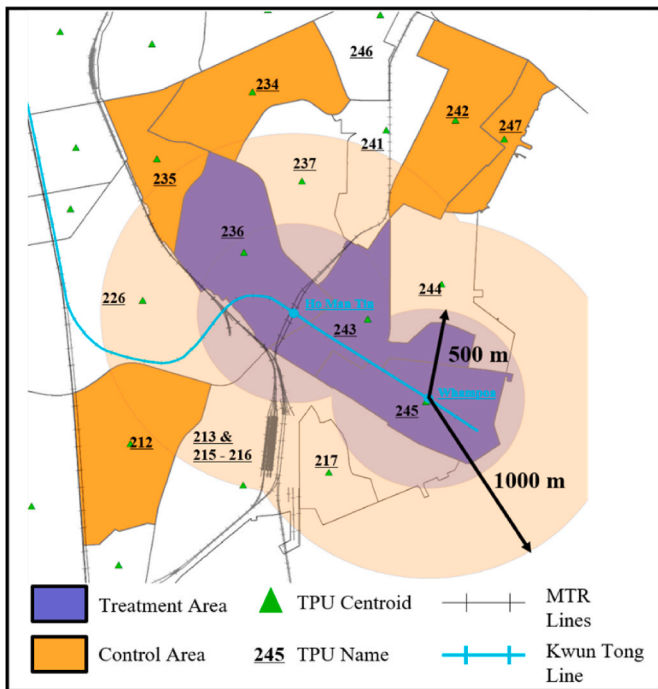 246
234
242
247
241
237
235
236
Ho Man Tin
244
226
243
500 m
Whampoa
245
212
213 &
215 - 216
217
1000 m
Treatment Area
TPU Centroid
MTR
Lines
Control Area
245
TPU Name
Kwun Tong
Line